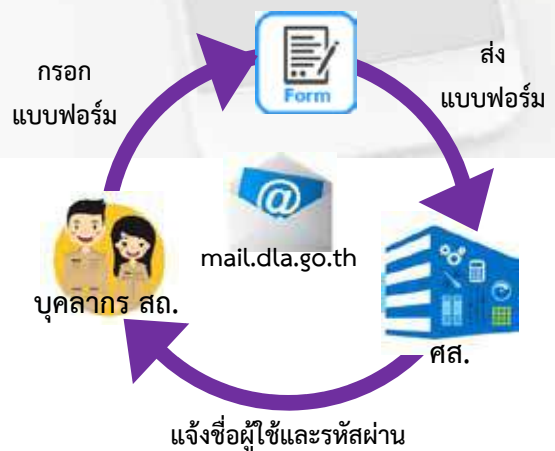 กรอก
แบบฟอร์ม
Form
ส่ง
แบบฟอร์ม
@
mail.dla.go.th
บุคลากร สถ.
ศส.
แจ้งชื่อผู้ใช้และรหัสผ่าน